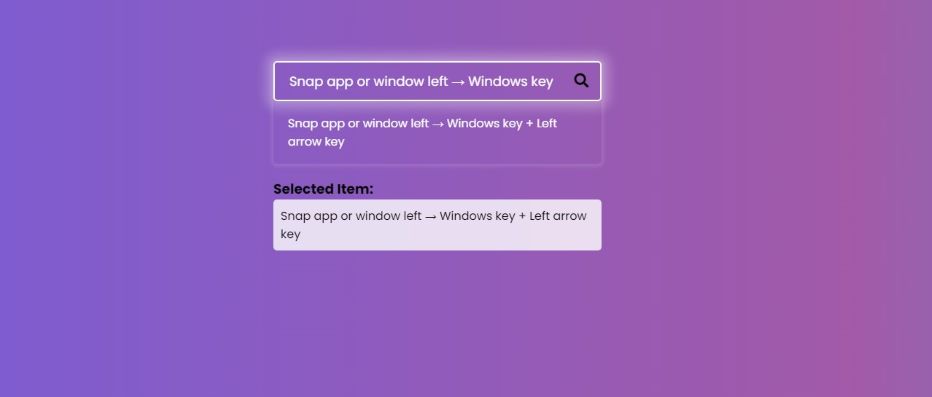 Snap app or window left → Windows key
Snap app or window left → Windows key + Left
arrow key
Selected Item:
Snap app or window left → Windows key + Left arrow
key